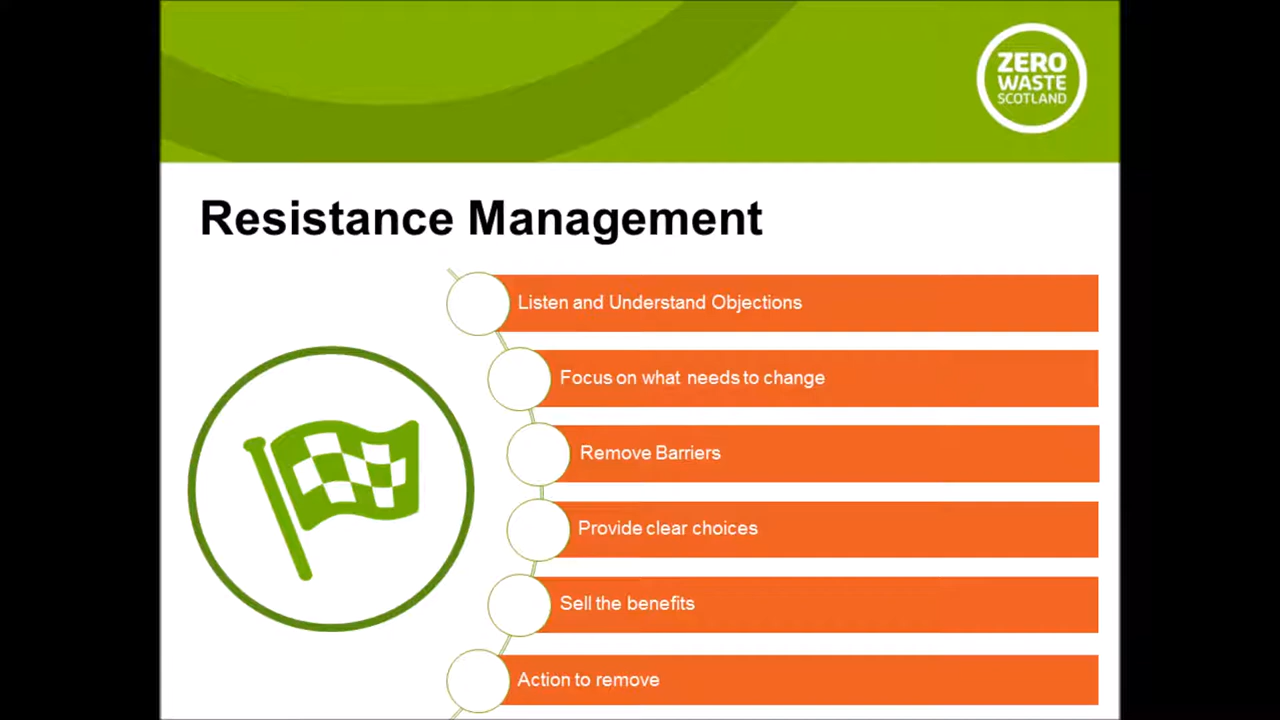 ZERO
WASTE
SCOTLAND
Resistance Management
Listen and Understand Objections
Focus on what needs to change
Remove Barriers
Provide clear choices
Sell the benefits
Action to remove